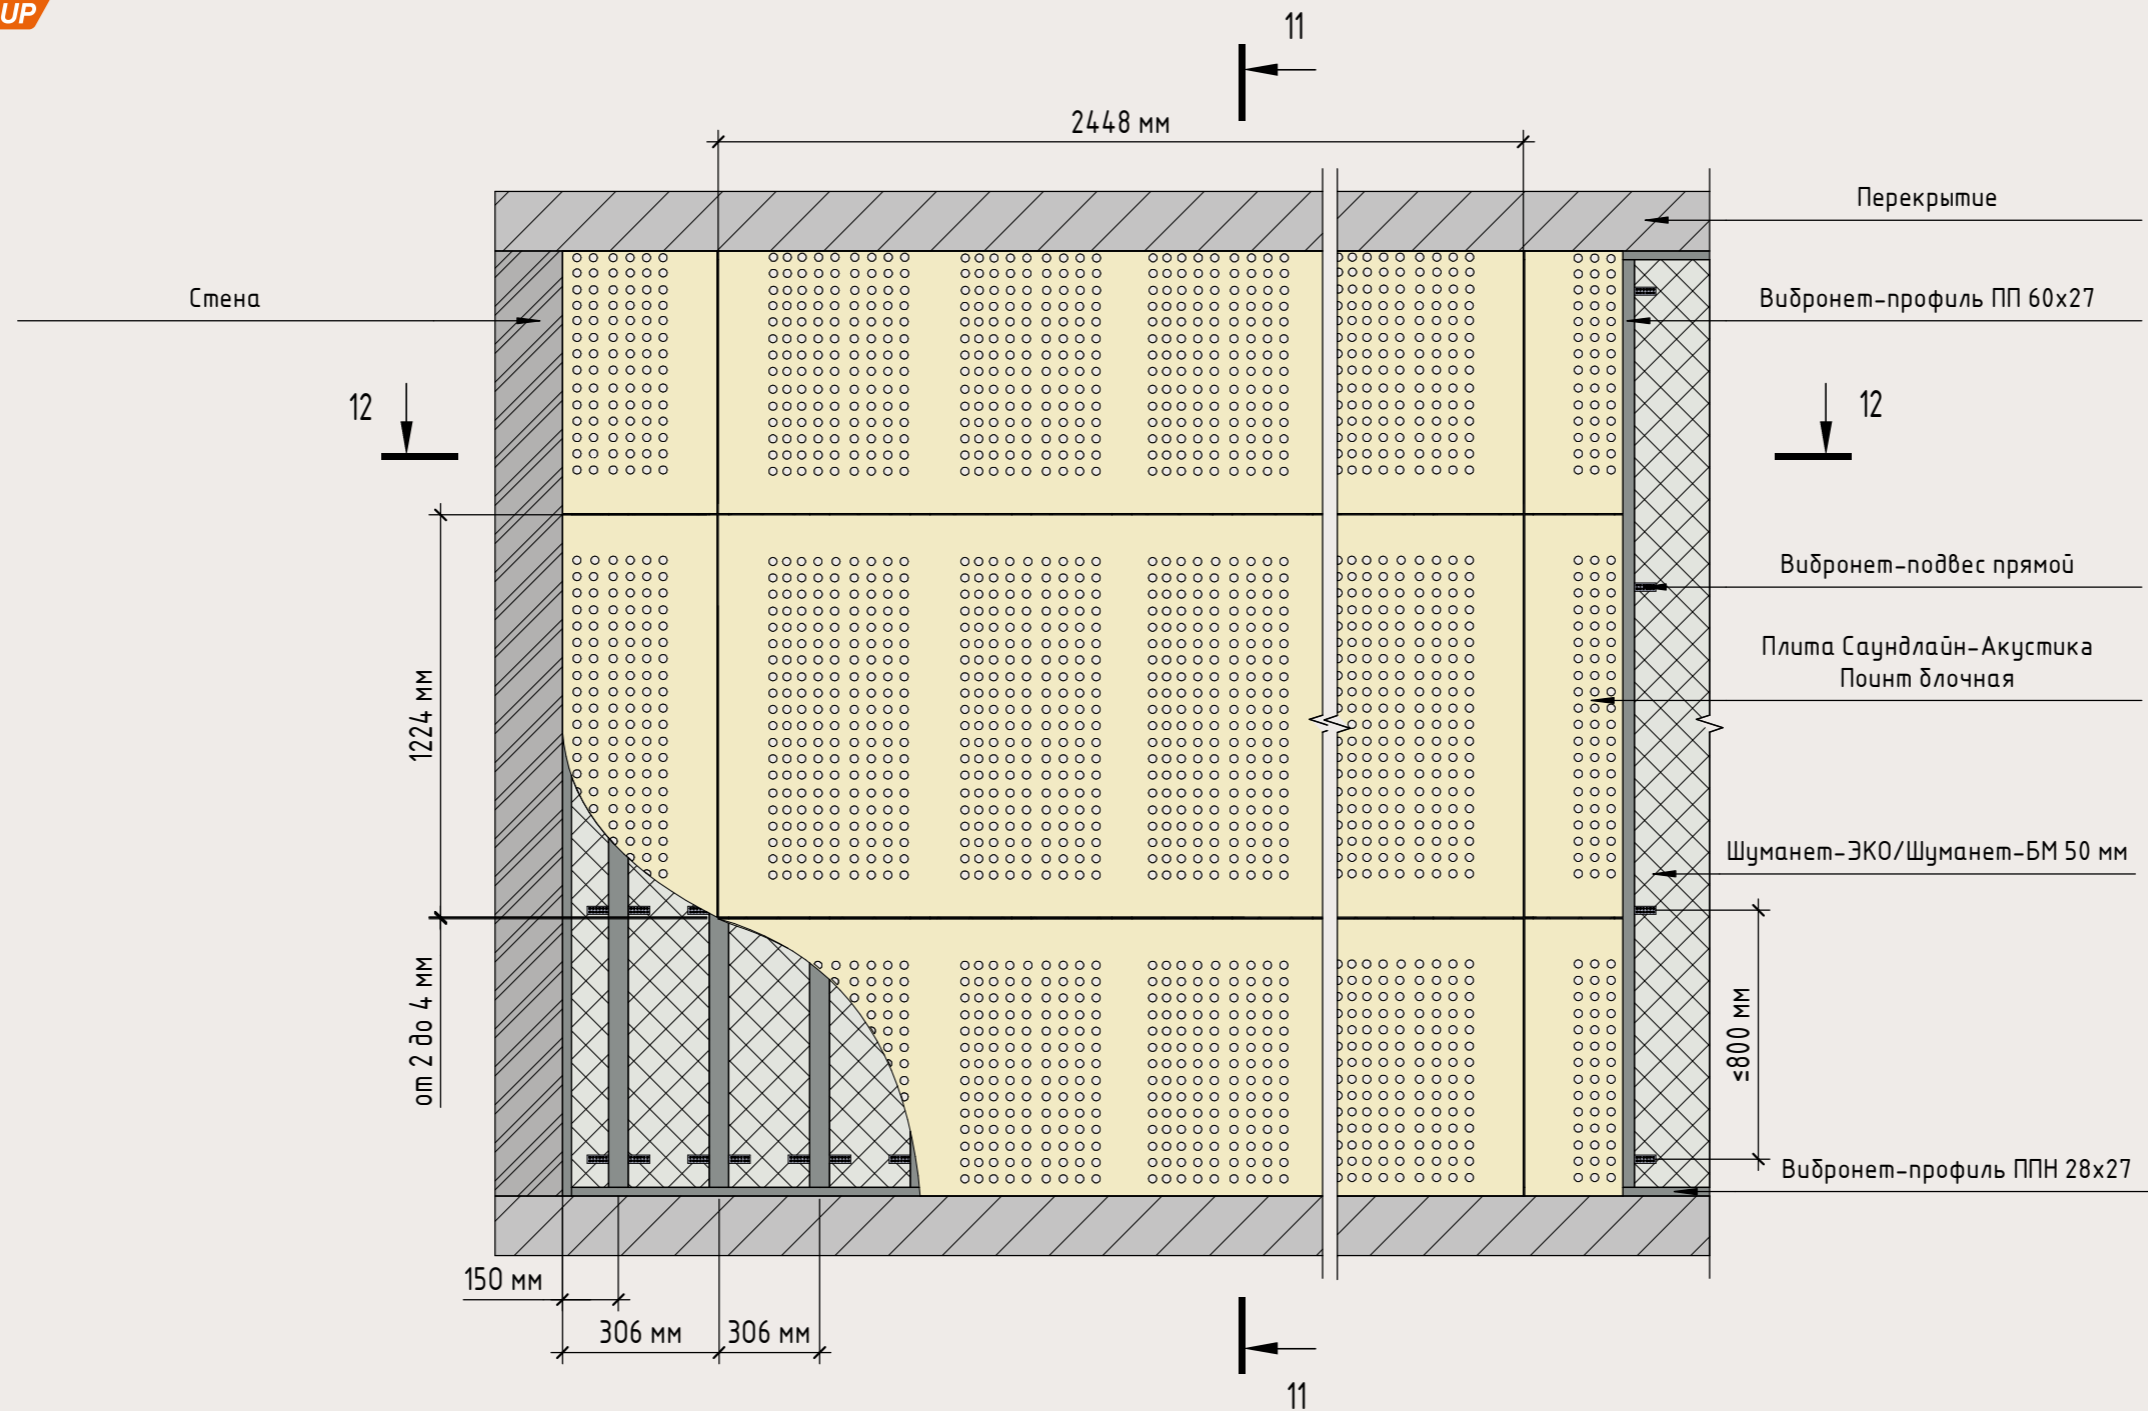 UP
11
2448 мм
Перекрытие
Стена
Вибронет-профиль ПП 60х27
12
12
Вибронет-подвес прямой
Плита Саундлайн-Акустика
Поинт блочная
1224 мм
Шуманет-ЭКО/Шуманет-БМ 50 мм
от 2 до 4 мм
≤800 мм
Вибронет-профиль ППН 28х27
150 мм
306 мм
306 мм
11